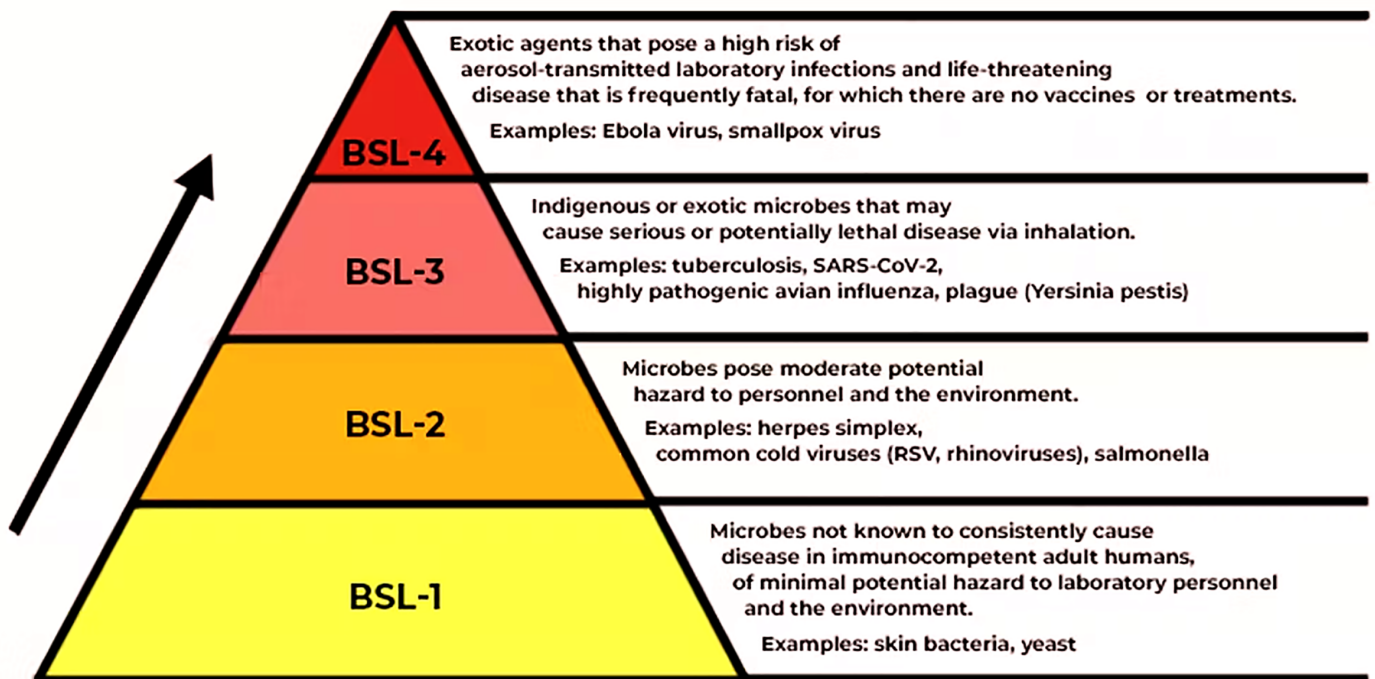 Exotic agents that pose a high risk of
aerosol-transmitted laboratory infections and life-threatening
disease that is frequently fatal, for which there are no vaccines or treatments.
Examples: Ebola virus, smallpox virus
BSL-4
Indigenous or exotic microbes that may
cause serious or potentially lethal disease via inhalation.
BSL-3
Examples: tuberculosis, SARS-CoV-2,
highly pathogenic avian influenza, plague (Yersinia pestis)
Microbes pose moderate potential
hazard to personnel and the environment.
BSL-2
Examples: herpes simplex,
common cold viruses (RSV, rhinoviruses), salmonella
Microbes not known to consistently cause
disease in immunocompetent adult humans,
of minimal potential hazard to laboratory personnel
and the environment.
BSL-1
Examples: skin bacteria, yeast